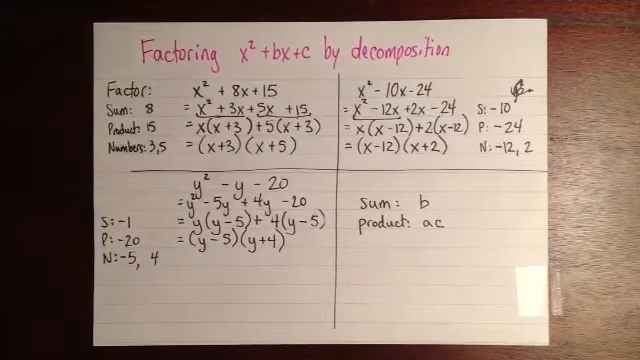 Factoring x² + bx + c by decomposition
Factor: x² + 8x + 15
Sum: 8 = x² + 3x + 5x + 15
Product: 15 = x(x+3) + 5(x+3)
Numbers: 3,5 = (x+3)(x+5)
x² - 10x - 24
= x² - 12x + 2x - 24 S: -10
= x(x-12) + 2(x-12) P: -24
= (x-12)(x+2) N: -12, 2
y² - y - 20
= y² - 5y + 4y - 20
S: -1 = y(y-5) + 4(y-5)
P: -20 = (y-5)(y+4)
N: -5, 4
sum: b
product: ac